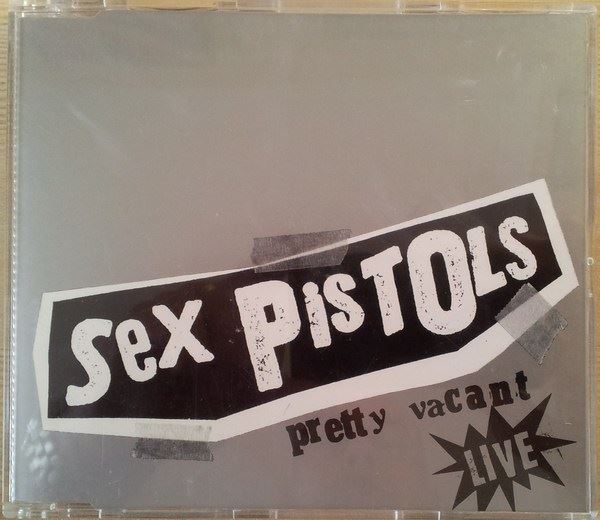 Sex PiSTOLS
pretty vacant
LIVE